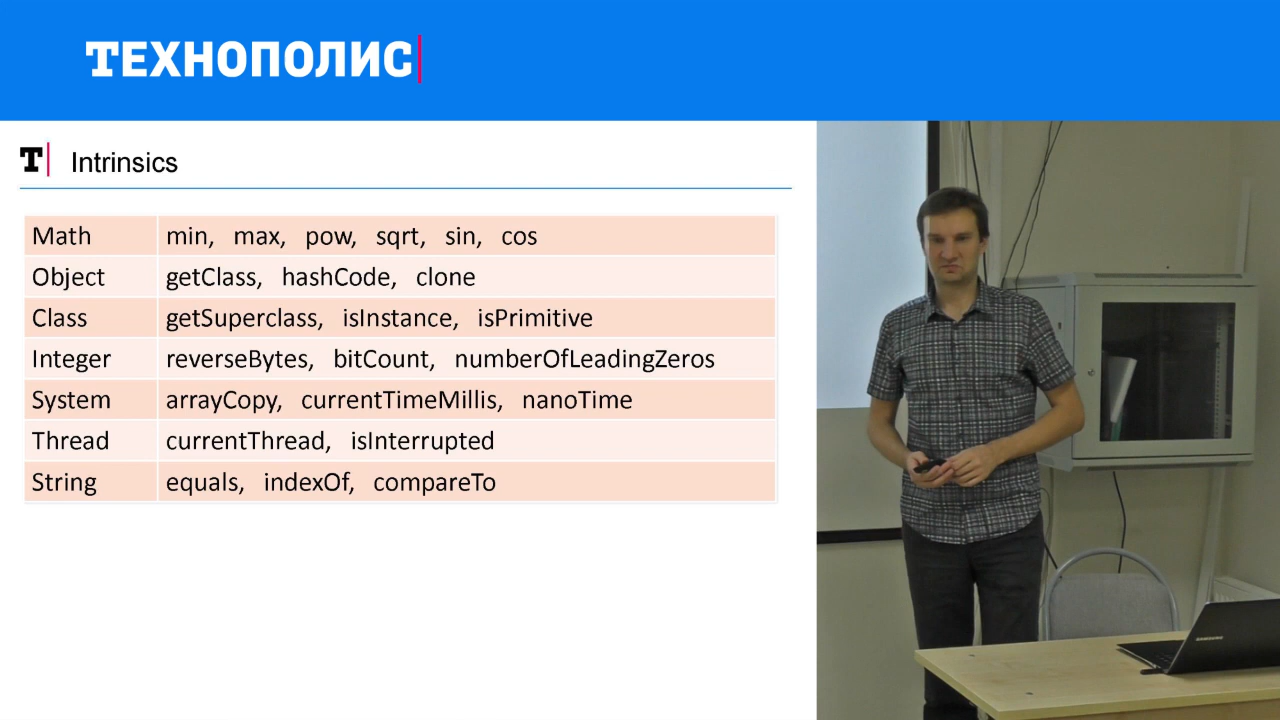 ТЕХНОПОЛИС
T Intrinsics
Math min, max, pow, sqrt, sin, cos
Object getClass, hashCode, clone
Class getSuperclass, isInstance, isPrimitive
Integer reverseBytes, bitCount, numberOfLeadingZeros
System arrayCopy, currentTimeMillis, nanoTime
Thread currentThread, isInterrupted
String equals, indexOf, compareTo
SAMSUNG